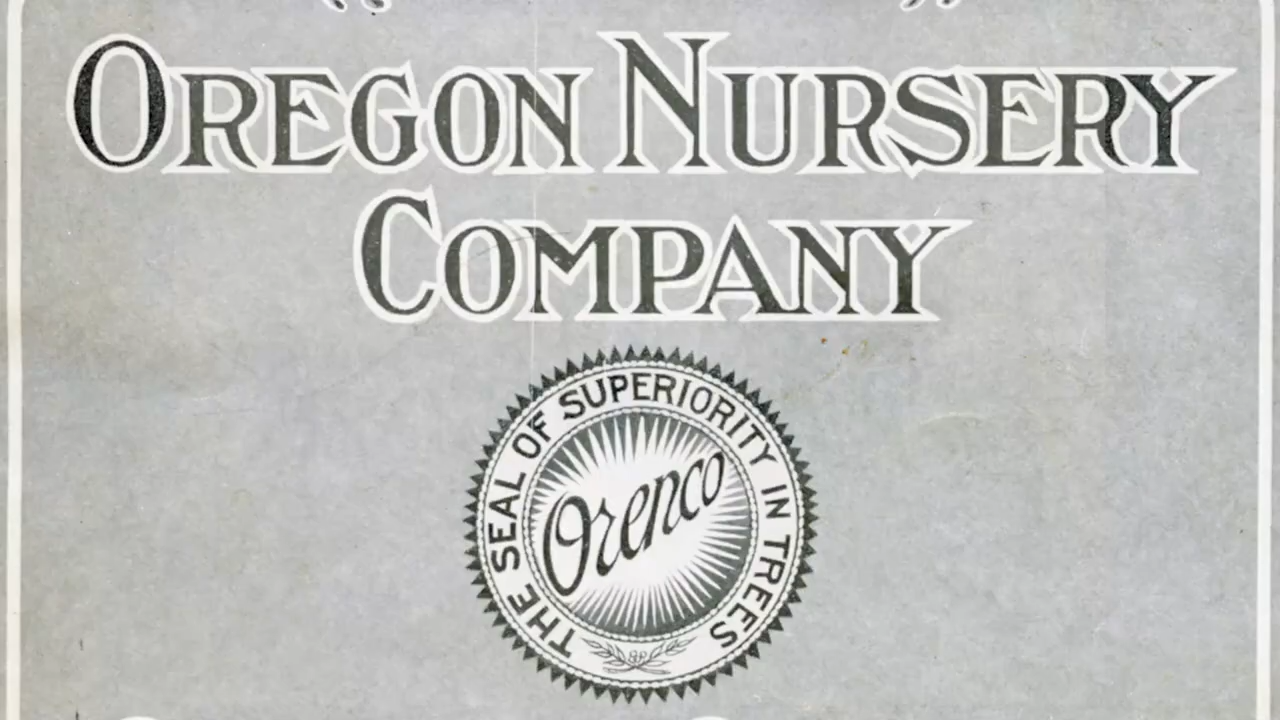 OREGON NURSERY
COMPANY
THE SEAL OF SUPERIORITY IN TREES
Orenco